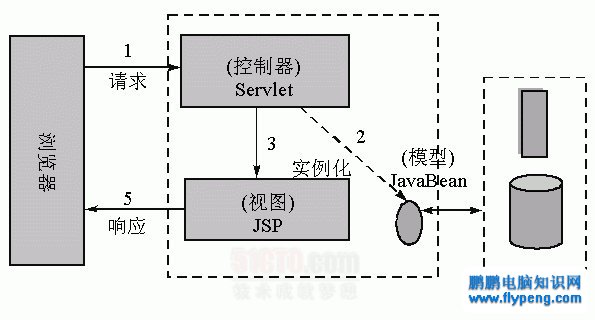 浏览器
1
请求
(控制器)
Servlet
3
2
实例化
(模型)
JavaBean
(视图)
JSP
5
响应
51CTO.com
技术成就梦想
鹏鹏电脑知识网
www.flypeng.com